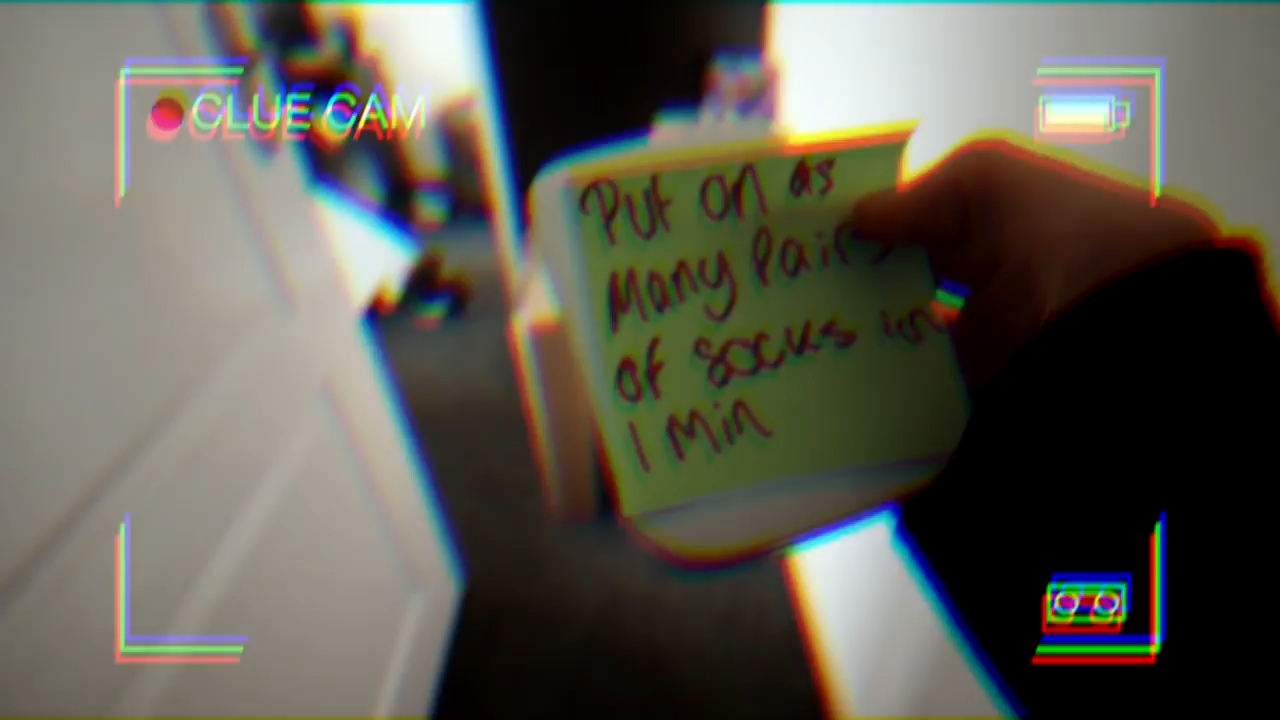 CLUE CAM
Put on as
Many Pairs
of socks in
1 Min